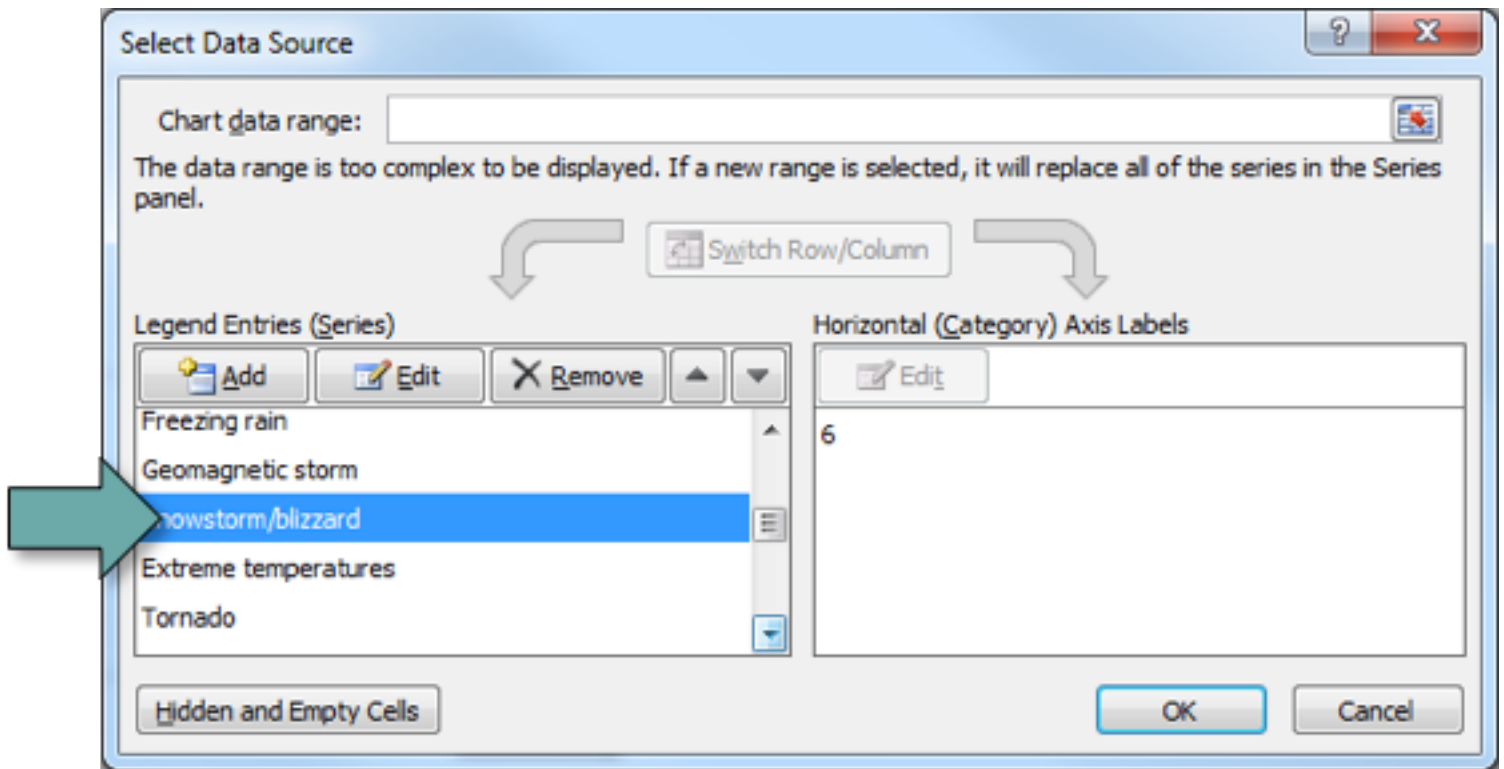 Select Data Source
?
X
Chart data range:
The data range is too complex to be displayed. If a new range is selected, it will replace all of the series in the Series
panel.
Switch Row/Column
Legend Entries (Series)
Horizontal (Category) Axis Labels
Add
Edit
Remove
Edit
Freezing rain
6
Geomagnetic storm
nowstorm/blizzard
Extreme temperatures
Tornado
Hidden and Empty Cells
OK
Cancel